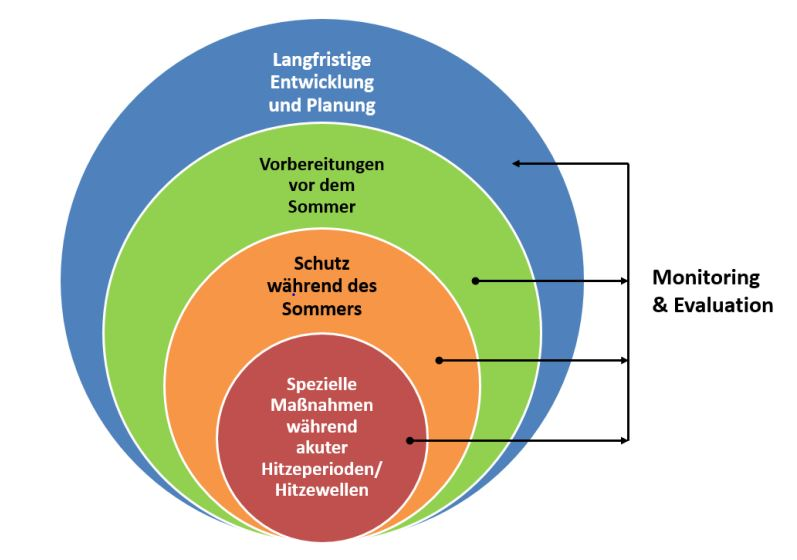 Langfristige
Entwicklung
und Planung
Vorbereitungen
vor dem
Sommer
Schutz
während des
Sommers
Spezielle
Maßnahmen
während
akuter
Hitzeperioden/
Hitzewellen
Monitoring
& Evaluation